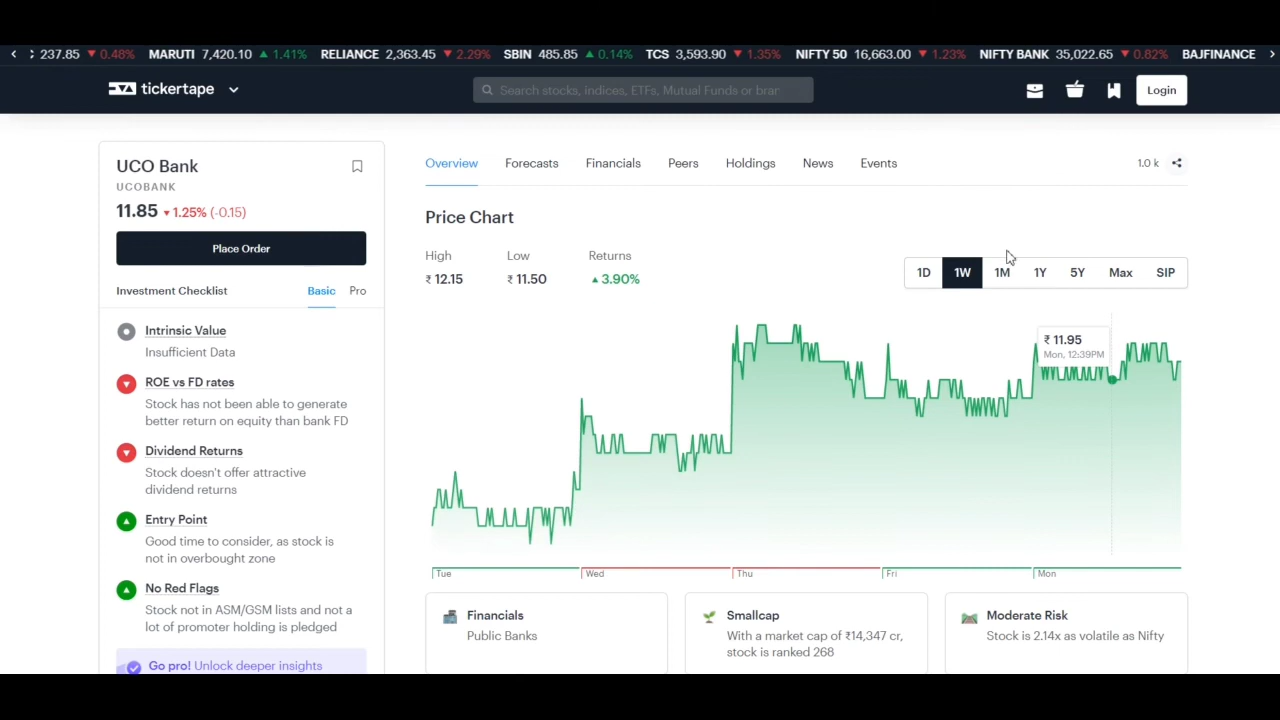 237.85 ▼ 0.48% MARUTI 7,420.10 ▲ 1.41% RELIANCE 2,363.45 ▼ 2.29% SBIN 485.85 ▲ 0.14% TCS 3,593.90 ▼ 1.35% NIFTY 50 16,663.00 ▼ 1.23% NIFTY BANK 35,022.65 ▼ 0.82% BAJFINANCE
tickertape
Search stocks, indices, ETFs, Mutual Funds or brar
Login
UCO Bank
UCOBANK
11.85 ▼ 1.25% (-0.15)
Place Order
Investment Checklist Basic Pro
Intrinsic Value
Insufficient Data
ROE vs FD rates
Stock has not been able to generate
better return on equity than bank FD
Dividend Returns
Stock doesn't offer attractive
dividend returns
Entry Point
Good time to consider, as stock is
not in overbought zone
No Red Flags
Stock not in ASM/GSM lists and not a
lot of promoter holding is pledged
Go pro! Unlock deeper insights
Overview Forecasts Financials Peers Holdings News Events
1.0 k
Price Chart
High Low Returns
₹ 12.15 ₹ 11.50 ▲ 3.90%
1D 1W 1M 1Y 5Y Max SIP
₹ 11.95
Mon, 12:39PM
Tue Wed Thu Fri Mon
Financials
Public Banks
Smallcap
With a market cap of ₹14,347 cr,
stock is ranked 268
Moderate Risk
Stock is 2.14x as volatile as Nifty